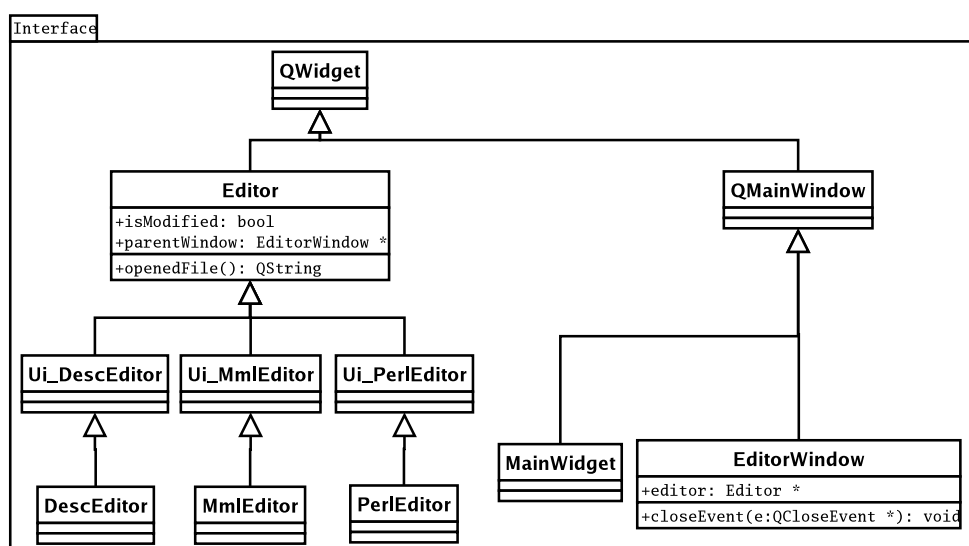 Interface
QWidget
Editor
+isModified: bool
+parentWindow: EditorWindow *
+openedFile(): QString
QMainWindow
Ui_DescEditor
Ui_MmlEditor
Ui_PerlEditor
DescEditor
MmlEditor
PerlEditor
MainWidget
EditorWindow
+editor: Editor *
+closeEvent(e:QCloseEvent *): void